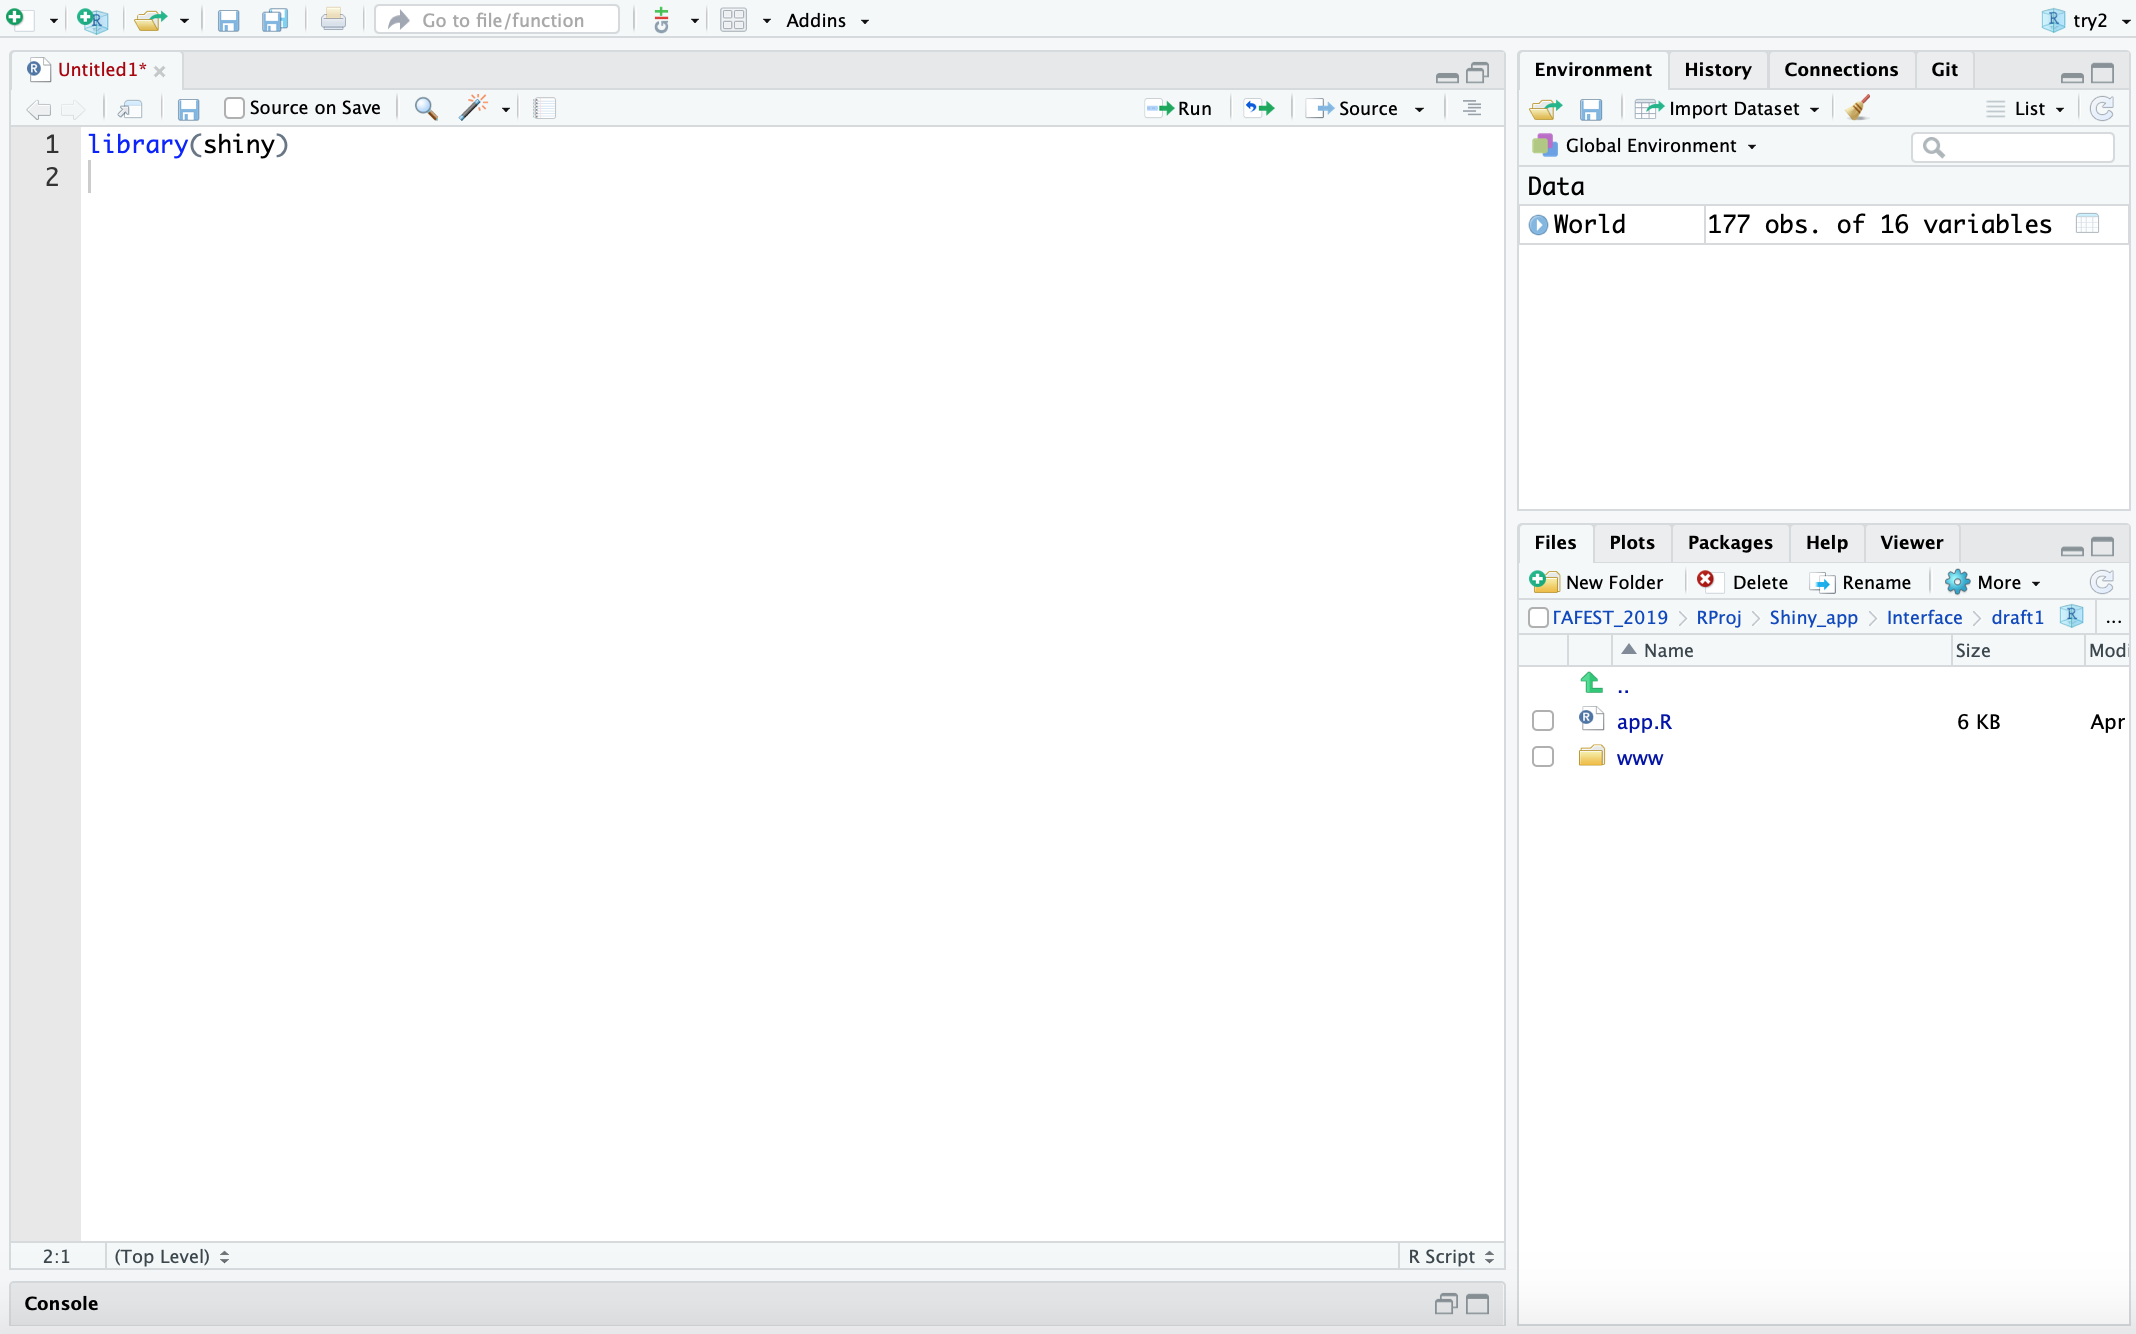 Go to file/function Addins try2
Untitled1*
Source on Save Run Source
1 library(shiny)
2
2:1 (Top Level) R Script
Console
Environment History Connections Git
Import Dataset List
Global Environment
Data
World 177 obs. of 16 variables
Files Plots Packages Help Viewer
New Folder Delete Rename More
ГAFEST_2019 RProj Shiny_app Interface draft1 ...
Name Size Modi
..
app.R 6 KB Apr
www